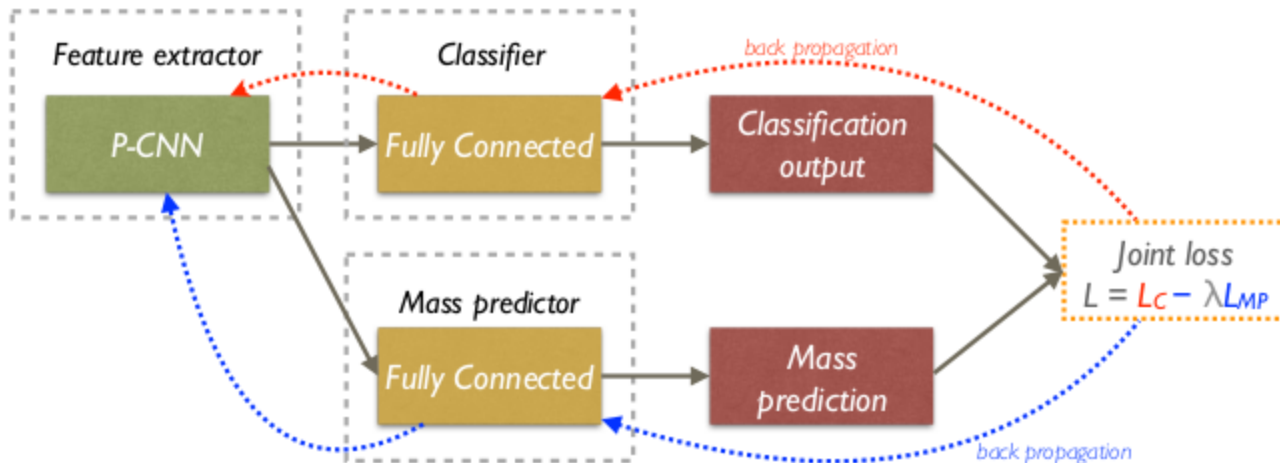 Feature extractor
P-CNN
Classifier
Fully Connected
back propagation
Classification
output
Mass predictor
Fully Connected
Mass
prediction
Joint loss
L = LC − λLMP
back propagation